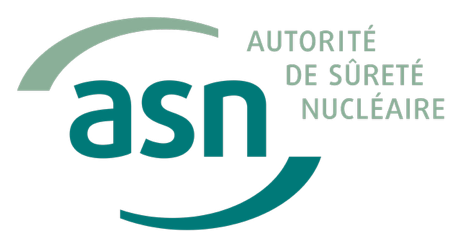 asn
AUTORITÉ
DE SÛRETÉ
NUCLÉAIRE